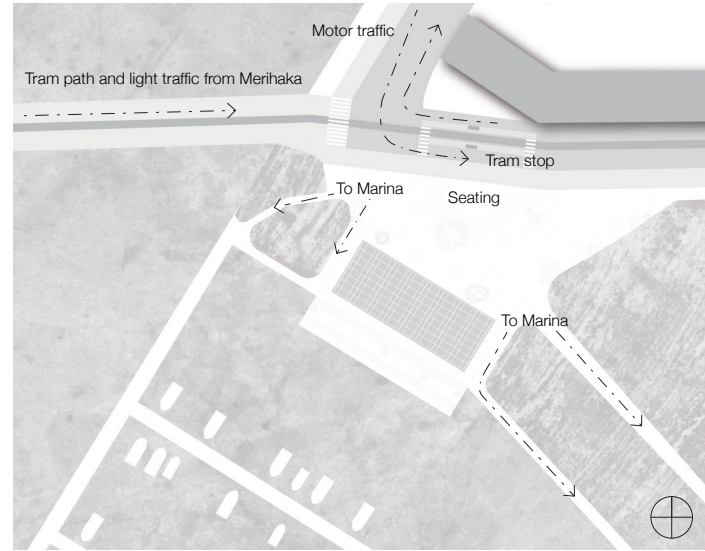 Motor traffic
Tram path and light traffic from Merihaka
Tram stop
To Marina
Seating
To Marina